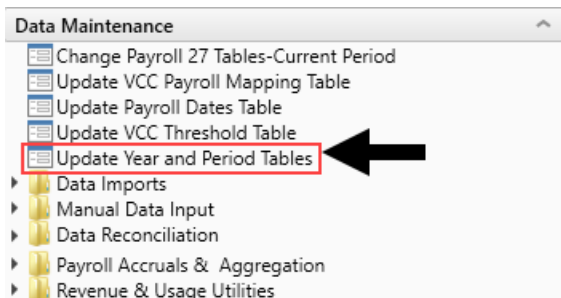 Data Maintenance
Change Payroll 27 Tables-Current Period
Update VCC Payroll Mapping Table
Update Payroll Dates Table
Update VCC Threshold Table
Update Year and Period Tables
Data Imports
Manual Data Input
Data Reconciliation
Payroll Accruals & Aggregation
Revenue & Usage Utilities